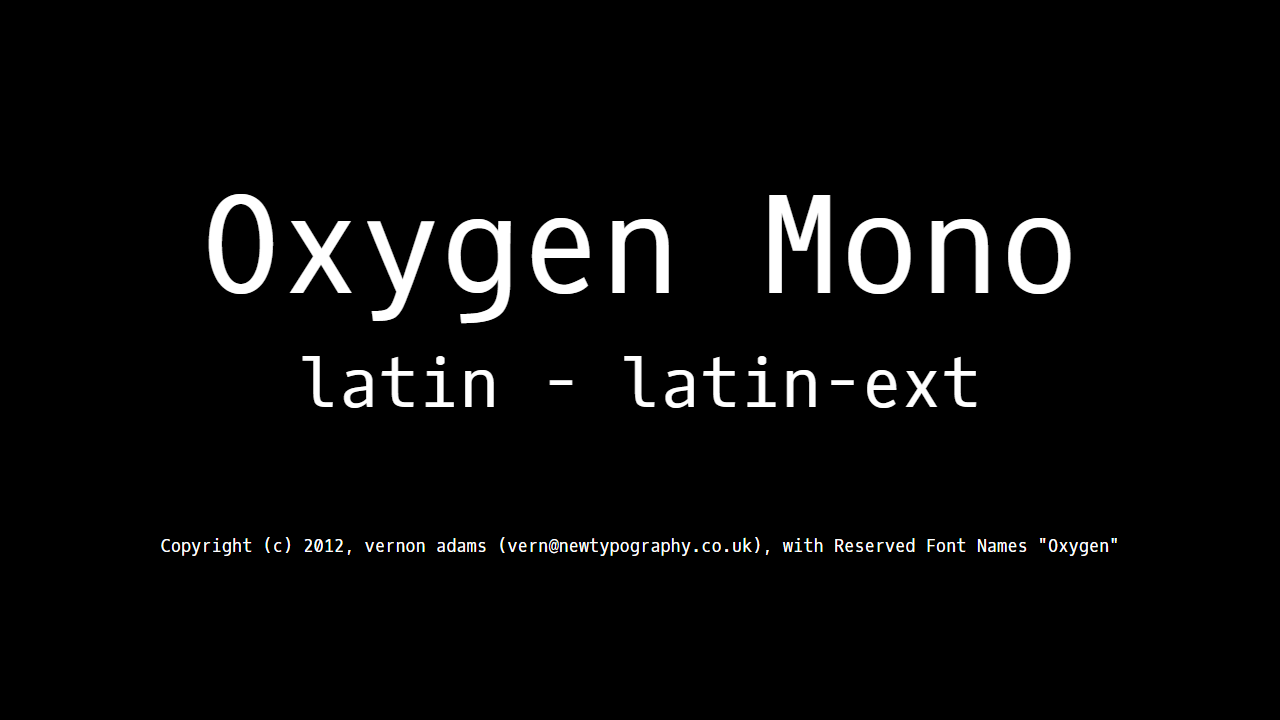 Oxygen Mono
latin - latin-ext
Copyright (c) 2012, vernon adams (vern@newtypography.co.uk), with Reserved Font Names "Oxygen"